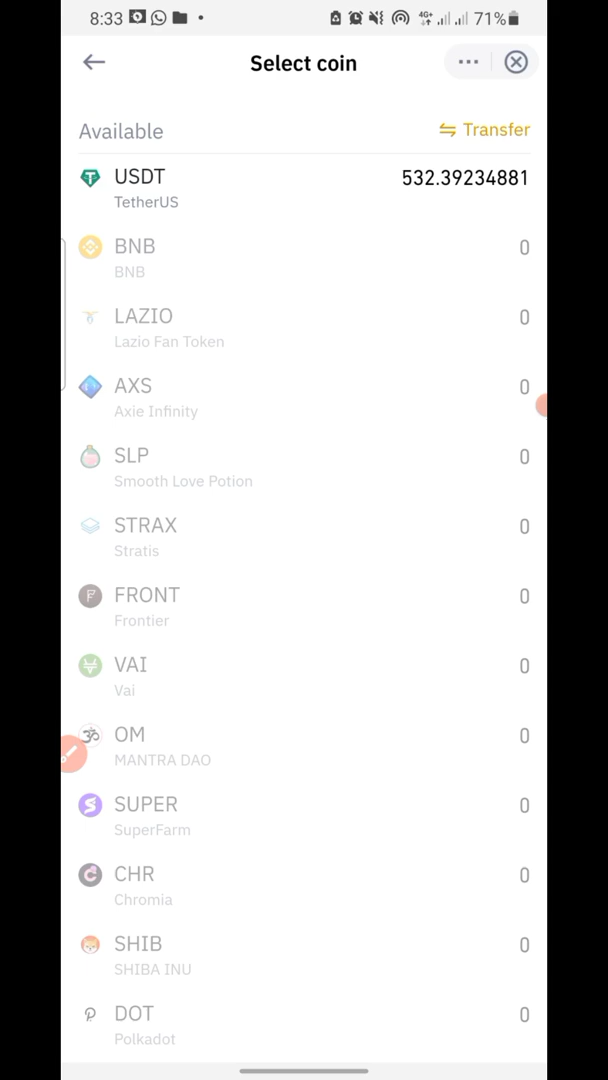 8:33
4G+
71%
Select coin
Available
Transfer
USDT
532.39234881
TetherUS
BNB
0
BNB
LAZIO
0
Lazio Fan Token
AXS
0
Axie Infinity
SLP
0
Smooth Love Potion
STRAX
0
Stratis
FRONT
0
Frontier
VAI
0
Vai
OM
0
MANTRA DAO
SUPER
0
SuperFarm
CHR
0
Chromia
SHIB
0
SHIBA INU
DOT
0
Polkadot